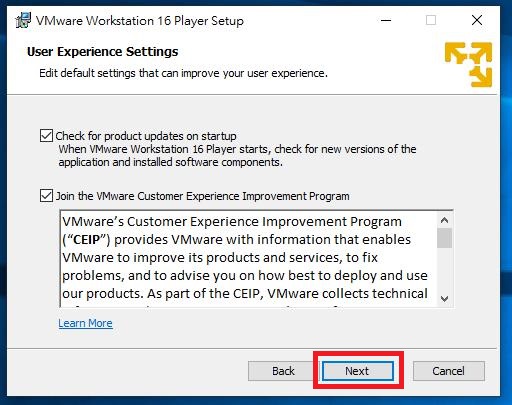 VMware Workstation 16 Player Setup
User Experience Settings
Edit default settings that can improve your user experience.
Check for product updates on startup
When VMware Workstation 16 Player starts, check for new versions of the
application and installed software components.
Join the VMware Customer Experience Improvement Program
VMware's Customer Experience Improvement Program
("CEIP") provides VMware with information that enables
VMware to improve its products and services, to fix
problems, and to advise you on how best to deploy and use
our products. As part of the CEIP, VMware collects technical
Learn More
Back Next Cancel